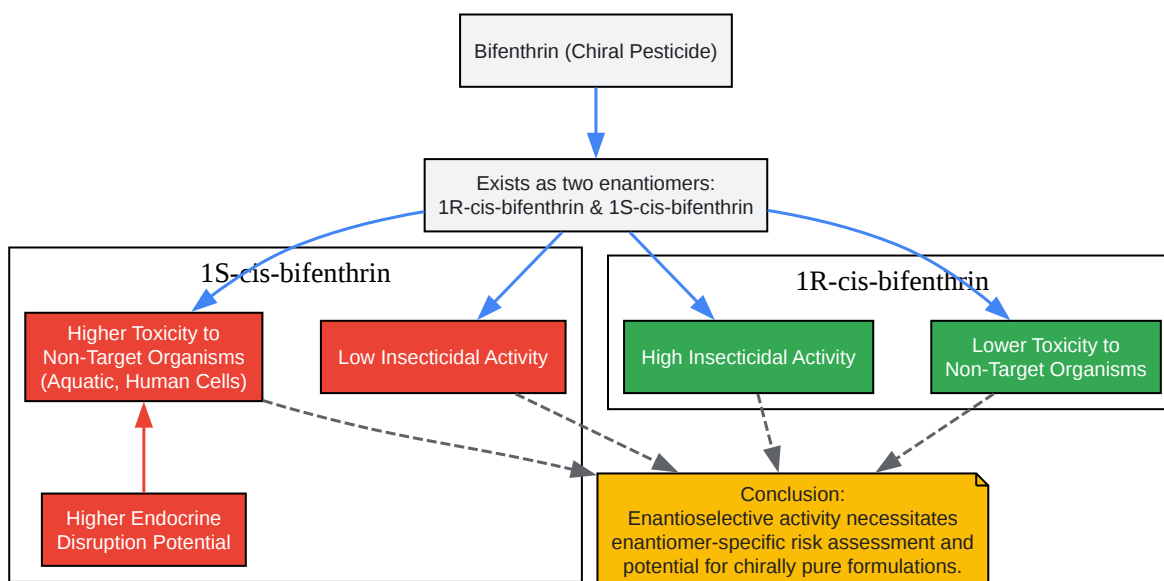 Bifenthrin (Chiral Pesticide)
Exists as two enantiomers:
1R-cis-bifenthrin & 1S-cis-bifenthrin
1S-cis-bifenthrin
Higher Toxicity to
Non-Target Organisms
(Aquatic, Human Cells)
Low Insecticidal Activity
Higher Endocrine
Disruption Potential
1R-cis-bifenthrin
High Insecticidal Activity
Lower Toxicity to
Non-Target Organisms
Conclusion:
Enantioselective activity necessitates
enantiomer-specific risk assessment and
potential for chirally pure formulations.